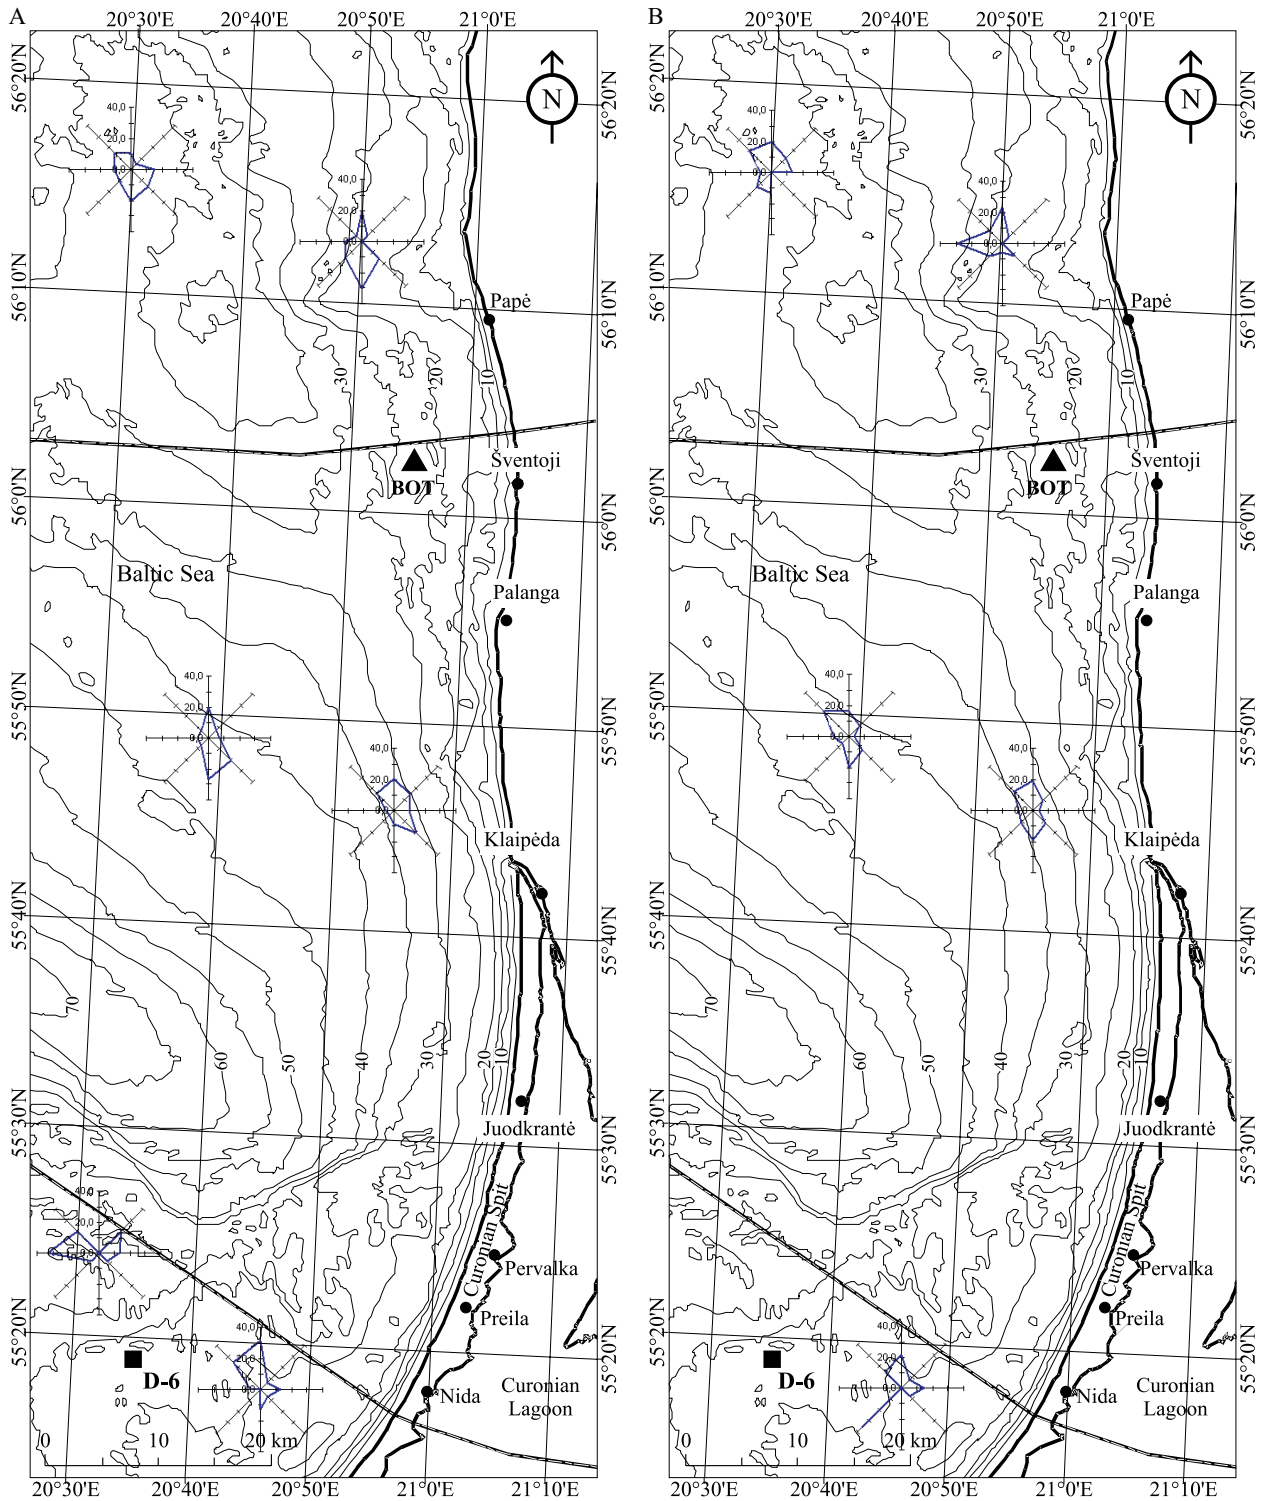 A
20°30'E 20°40'E 20°50'E 21°0'E
56°20'N
56°20'N
N
40,0
20,0
0,0
40,0
20,0
0,0
56°10'N
56°10'N
Papė
30
20
10
Šventoji
BOT
56°0'N
56°0'N
Baltic Sea
Palanga
55°50'N
55°50'N
40,0
20,0
0,0
40,0
20,0
0,0
Klaipėda
55°40'N
55°40'N
70
60
50
40
30
20
10
Juodkrantė
55°30'N
55°30'N
40,0
20,0
0,0
Curonian Spit
Pervalka
Preila
55°20'N
55°20'N
40,0
20,0
0,0
D-6
Nida
Curonian
Lagoon
0 10 20 km
20°30'E 20°40'E 20°50'E 21°0'E 21°10'E
B
20°30'E 20°40'E 20°50'E 21°0'E
56°20'N
56°20'N
N
40,0
20,0
0,0
40,0
20,0
0,0
56°10'N
56°10'N
Papė
30
20
10
Šventoji
BOT
56°0'N
56°0'N
Baltic Sea
Palanga
55°50'N
55°50'N
40,0
20,0
0,0
40,0
20,0
0,0
Klaipėda
55°40'N
55°40'N
70
60
50
40
30
20
10
Juodkrantė
55°30'N
55°30'N
Curonian Spit
Pervalka
Preila
55°20'N
55°20'N
40,0
20,0
0,0
D-6
Nida
Curonian
Lagoon
0 10 20 km
20°30'E 20°40'E 20°50'E 21°0'E 21°10'E